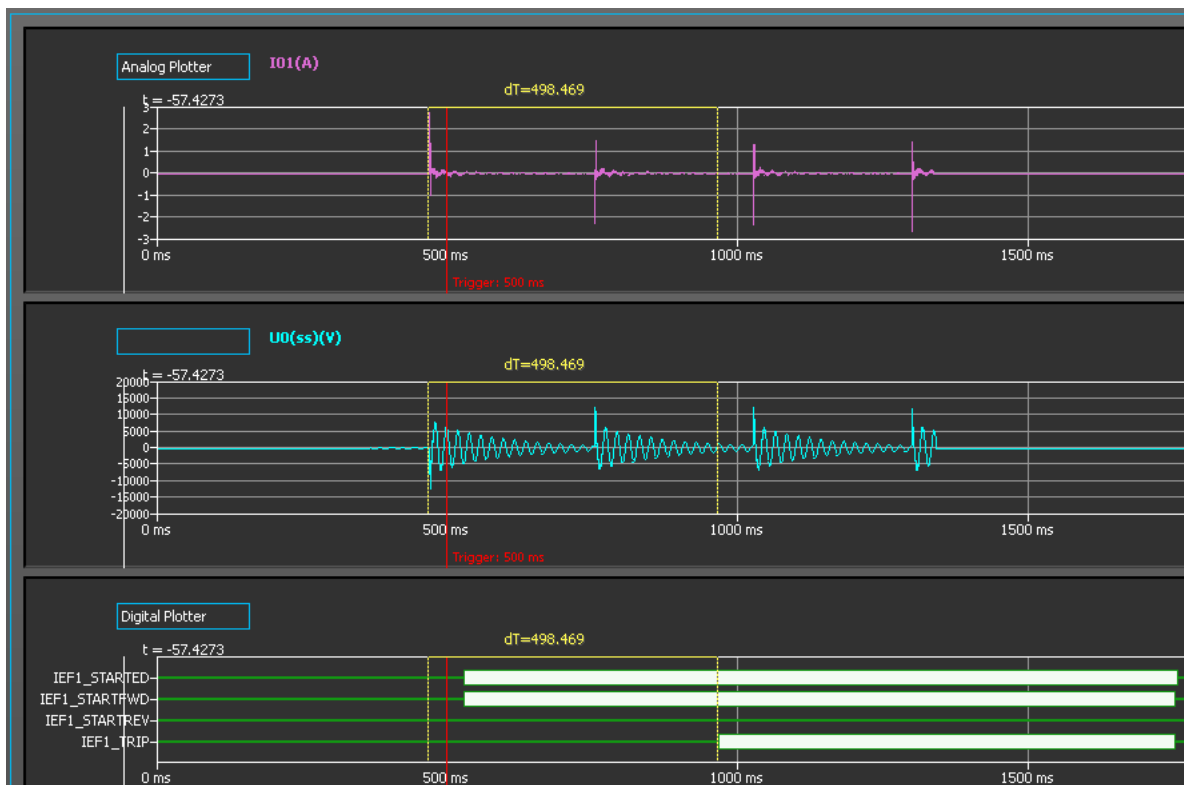 Analog Plotter I01(A)
dT=498.469
t = -57.4273
3
2
1
0
-1
-2
-3
0 ms 500 ms 1000 ms 1500 ms
Trigger: 500 ms
U0(ss)(V)
dT=498.469
t = -57.4273
20000
15000
10000
5000
0
-5000
-10000
-15000
-20000
0 ms 500 ms 1000 ms 1500 ms
Trigger: 500 ms
Digital Plotter
dT=498.469
t = -57.4273
IEF1_STARTED
IEF1_STARTFWD
IEF1_STARTREV
IEF1_TRIP
0 ms 500 ms 1000 ms 1500 ms